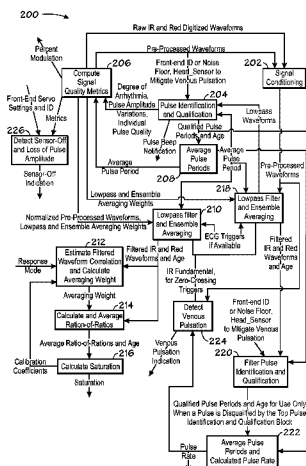 200
Raw IR and Red Digitized Waveforms
Percent
Modulation
206
Pre-Processed Waveforms
202
Compute Signal
Quality Metrics
Front-End ID or Noise
Floor, Head_Sensor to
Mitigate Venous Pulsation
Signal
Conditioning
Front-End Servo
Settings and ID
Metrics
Degree of
Arrhythmia,
Pulse Amplitude
Variations,
Individual
Pulse Quality
204
Pulse Identification
and Qualification
Lowpass
Waveforms
226
Detect Sensor-Off
and Loss of Pulse
Amplitude
Pulse Beep
Notification
Qualified Pulse
Periods and Age
Sensor-Off
Indication
Average
Pulse Period
Average
Pulse
Periods
208
Average
Pulse
Period
Pre-Processed
Waveforms
218
Lowpass and Ensemble
Averaging Weights
210
Lowpass Filter
and Ensemble
Averaging
Normalized Pre-Processed Waveforms,
Lowpass and Ensemble Averaging Weights
Lowpass filter
and Ensemble
Averaging
ECG Triggers
if Available
212
Response
Mode
Estimate Filtered
Waveform Correlation
and Calculate
Averaging Weight
Filtered IR and Red
Waveforms and Age
IR Fundamental,
for Zero-Crossing
Triggers
Filtered
IR and Red
Waveforms
and Age
Averaging Weight
214
Calculate and Average
Ratio-of-Ratios
Detect
Venous
Pulsation
224
Front-end ID
or Noise Floor,
Head_Sensor
to Mitigate
Venous Pulsation
Average Ratio-of-Ratios and Age
216
Calibration
Coefficients
Calculate Saturation
Venous
Pulsation
Indication
220
Filter Pulse
Identification and
Qualification
Saturation
Qualified Pulse Periods and Age for Use Only
When a Pulse is Disqualified by the Top Pulse
Identification and Qualification Block
222
Pulse
Rate
Average Pulse
Periods and
Calculated Pulse Rate